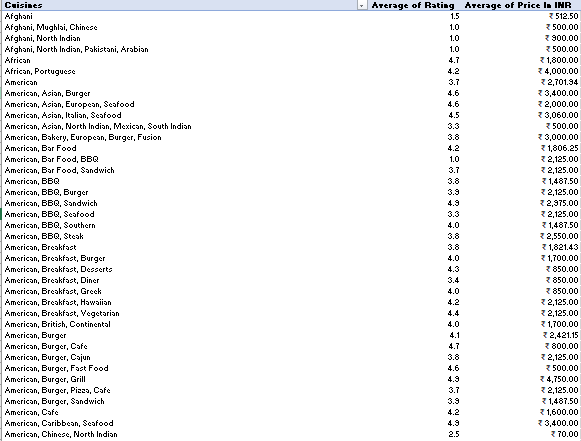 Cuisines Average of Rating Average of Price In INR
Afghani 1.5 ₹ 512.50
Afghani, Mughlai, Chinese 1.0 ₹ 500.00
Afghani, North Indian 1.0 ₹ 900.00
Afghani, North Indian, Pakistani, Arabian 1.0 ₹ 500.00
African 4.7 ₹ 1,800.00
African, Portuguese 4.2 ₹ 4,000.00
American 3.7 ₹ 2,701.94
American, Asian, Burger 4.6 ₹ 3,400.00
American, Asian, European, Seafood 4.6 ₹ 2,000.00
American, Asian, Italian, Seafood 4.5 ₹ 3,060.00
American, Asian, North Indian, Mexican, South Indian 3.3 ₹ 500.00
American, Bakery, European, Burger, Fusion 3.8 ₹ 3,000.00
American, Bar Food 4.2 ₹ 1,806.25
American, Bar Food, BBQ 1.0 ₹ 2,125.00
American, Bar Food, Sandwich 3.7 ₹ 2,125.00
American, BBQ 3.8 ₹ 1,487.50
American, BBQ, Burger 3.9 ₹ 2,125.00
American, BBQ, Sandwich 4.9 ₹ 2,975.00
American, BBQ, Seafood 3.3 ₹ 2,125.00
American, BBQ, Southern 4.0 ₹ 1,487.50
American, BBQ, Steak 3.8 ₹ 2,550.00
American, Breakfast 3.8 ₹ 1,821.43
American, Breakfast, Burger 4.0 ₹ 1,700.00
American, Breakfast, Desserts 4.3 ₹ 850.00
American, Breakfast, Diner 3.4 ₹ 850.00
American, Breakfast, Greek 4.0 ₹ 850.00
American, Breakfast, Hawaiian 4.2 ₹ 2,125.00
American, Breakfast, Vegetarian 4.4 ₹ 2,125.00
American, British, Continental 4.0 ₹ 1,700.00
American, Burger 4.1 ₹ 2,421.15
American, Burger, Cafe 4.7 ₹ 800.00
American, Burger, Cajun 3.8 ₹ 2,125.00
American, Burger, Fast Food 4.6 ₹ 500.00
American, Burger, Grill 4.9 ₹ 4,750.00
American, Burger, Pizza, Cafe 3.7 ₹ 2,125.00
American, Burger, Sandwich 3.9 ₹ 1,487.50
American, Cafe 4.2 ₹ 1,600.00
American, Caribbean, Seafood 4.9 ₹ 3,400.00
American, Chinese, North Indian 2.5 ₹ 70.00